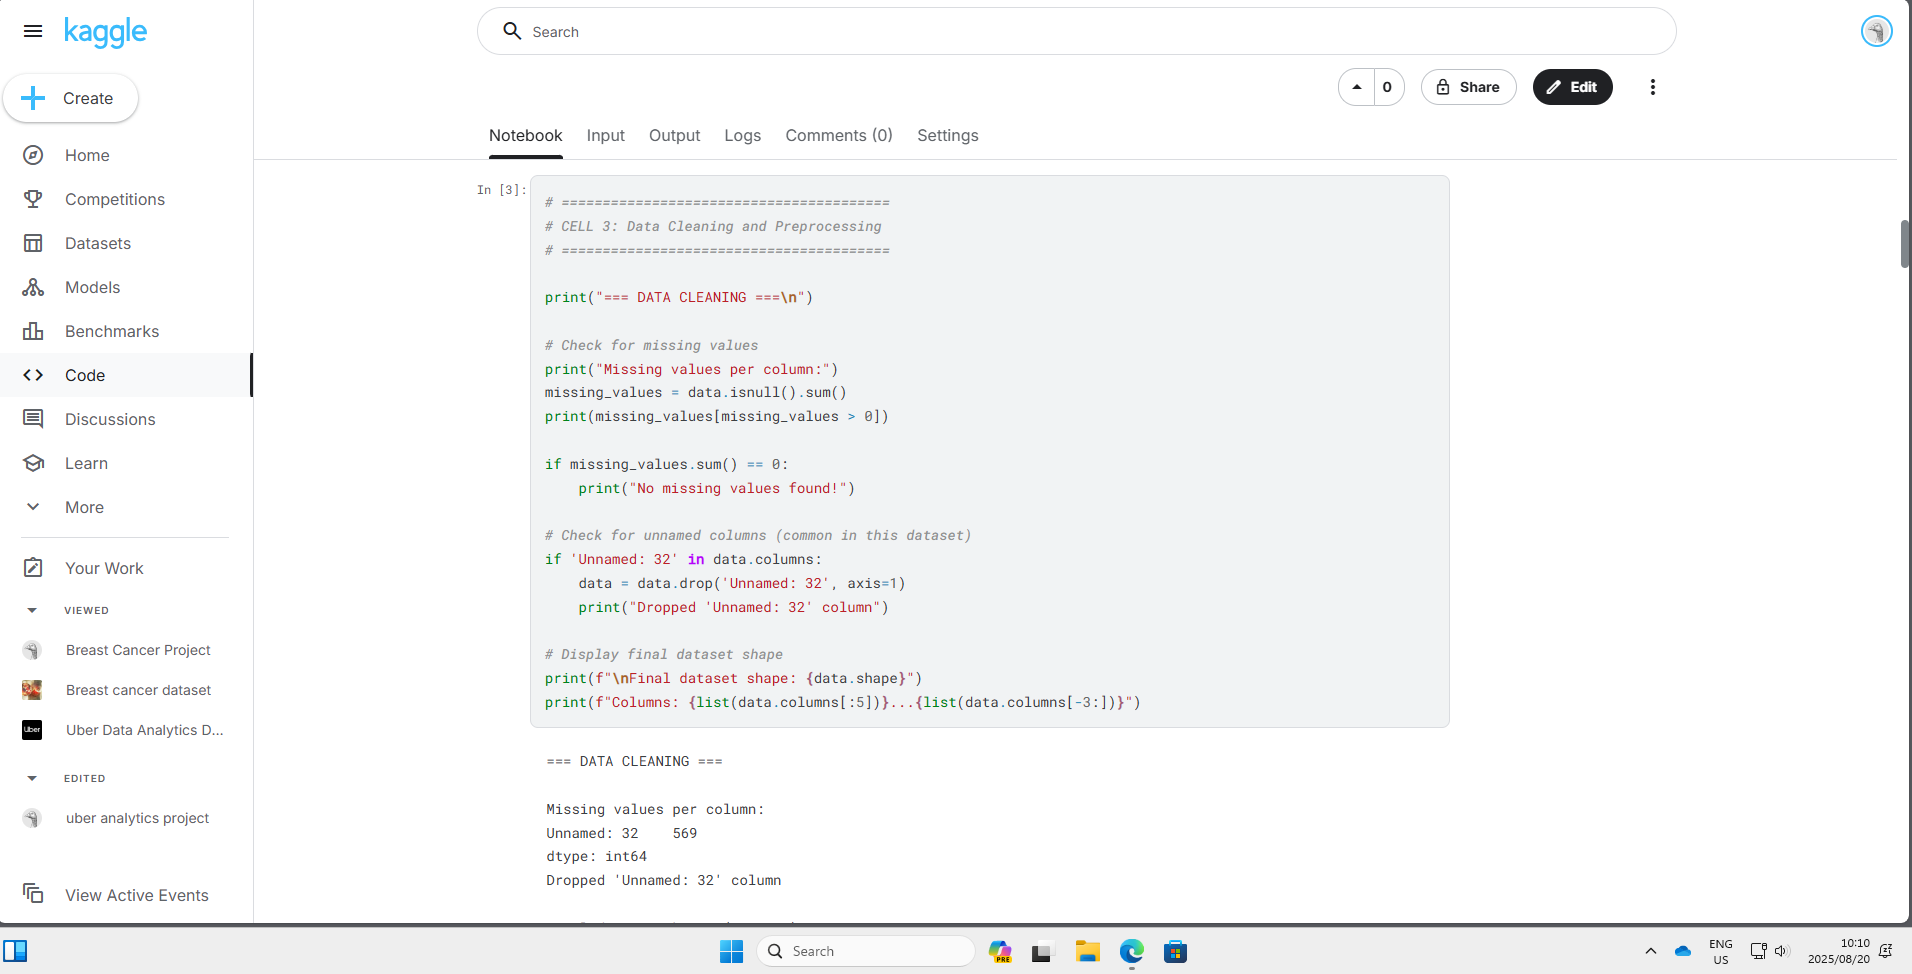 kaggle
Search
Create
0
Share
Edit
Notebook
Input
Output
Logs
Comments (0)
Settings
Home
Competitions
Datasets
Models
Benchmarks
Code
Discussions
Learn
More
Your Work
VIEWED
Breast Cancer Project
Breast cancer dataset
Uber
Uber Data Analytics D...
EDITED
uber analytics project
View Active Events
In [3]:
# ========================================
# CELL 3: Data Cleaning and Preprocessing
# ========================================
print("=== DATA CLEANING ===\n")
# Check for missing values
print("Missing values per column:")
missing_values = data.isnull().sum()
print(missing_values[missing_values > 0])
if missing_values.sum() == 0:
    print("No missing values found!")
# Check for unnamed columns (common in this dataset)
if 'Unnamed: 32' in data.columns:
    data = data.drop('Unnamed: 32', axis=1)
    print("Dropped 'Unnamed: 32' column")
# Display final dataset shape
print(f"\nFinal dataset shape: {data.shape}")
print(f"Columns: {list(data.columns[:5])}...{list(data.columns[-3:])}")
=== DATA CLEANING ===
Missing values per column:
Unnamed: 32    569
dtype: int64
Dropped 'Unnamed: 32' column
Search
PRE
ENG
US
10:10
2025/08/20